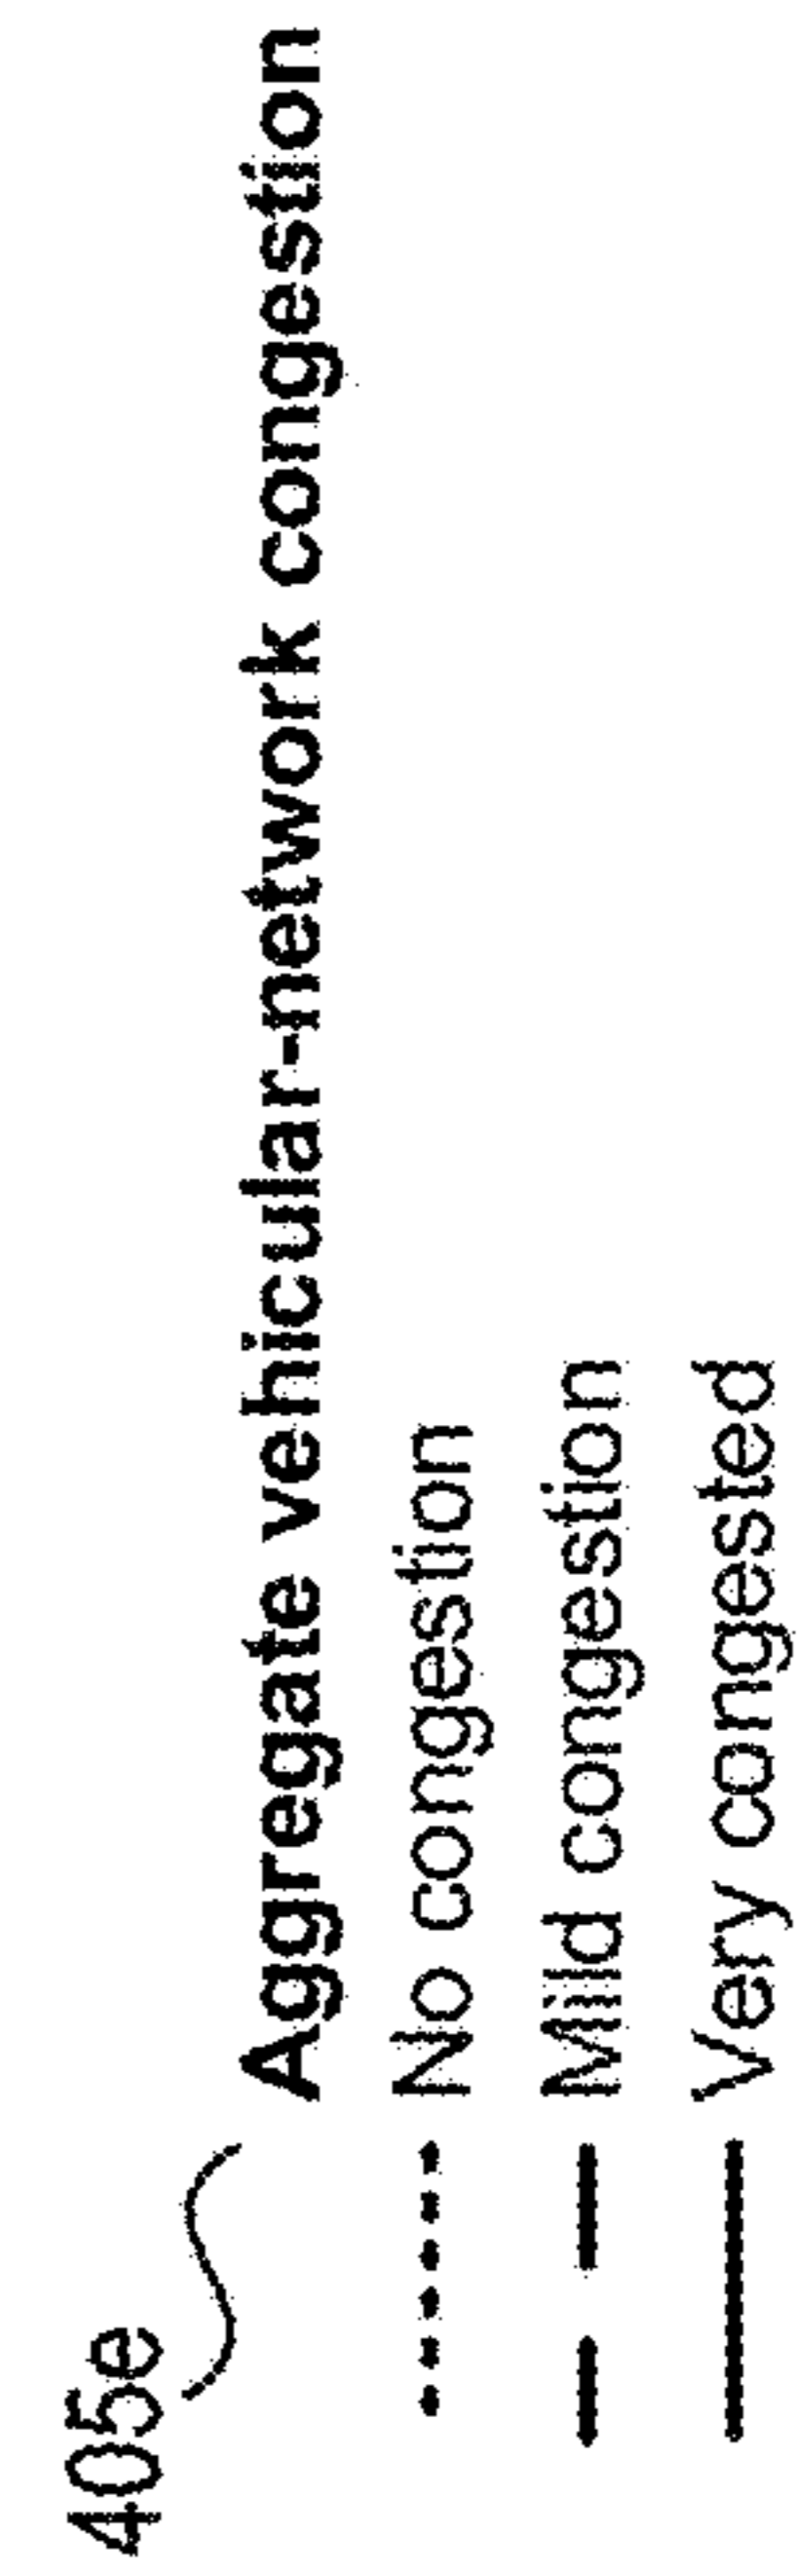 405e
Aggregate vehicular-network congestion
No congestion
Mild congestion
Very congested